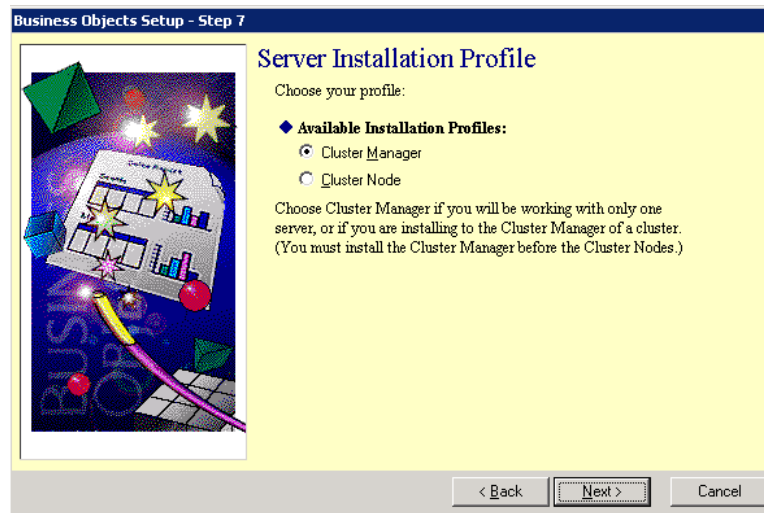 Business Objects Setup - Step 7
Server Installation Profile
Choose your profile:
Available Installation Profiles:
Cluster Manager
Cluster Node
Choose Cluster Manager if you will be working with only one
server, or if you are installing to the Cluster Manager of a cluster.
(You must install the Cluster Manager before the Cluster Nodes.)
< Back
Next >
Cancel